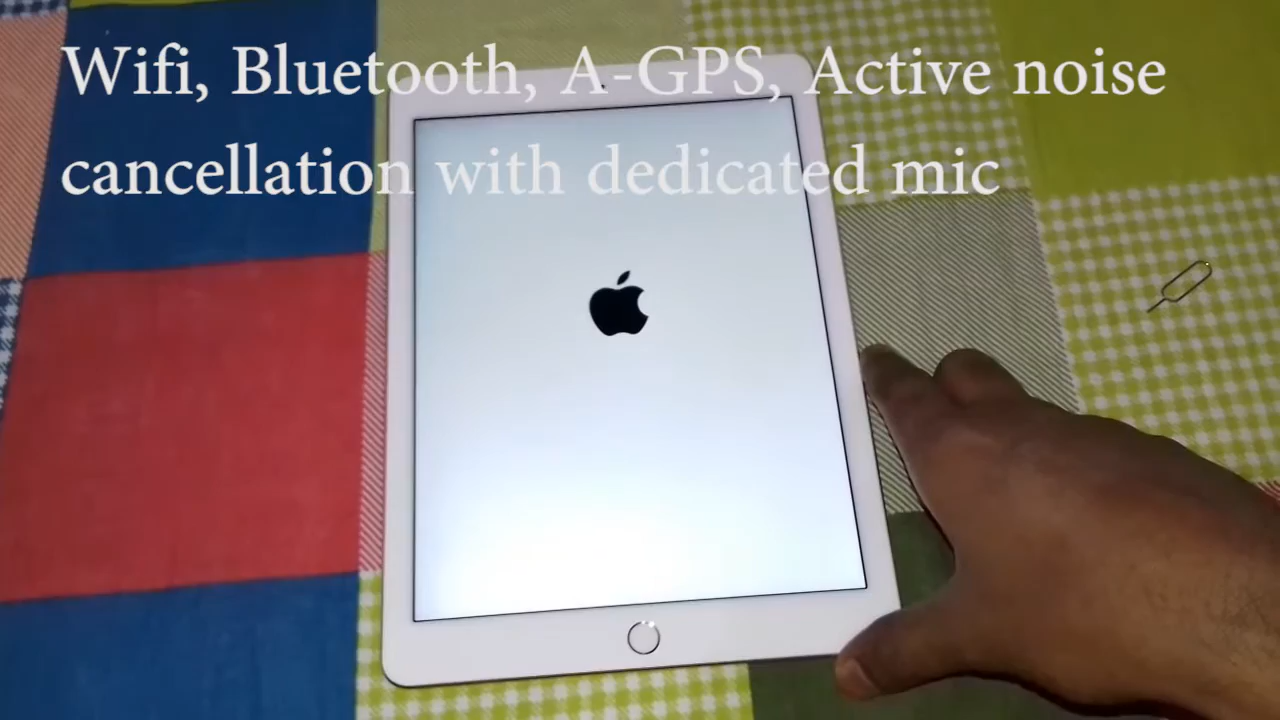 Wifi, Bluetooth, A-GPS, Active noise
cancellation with dedicated mic